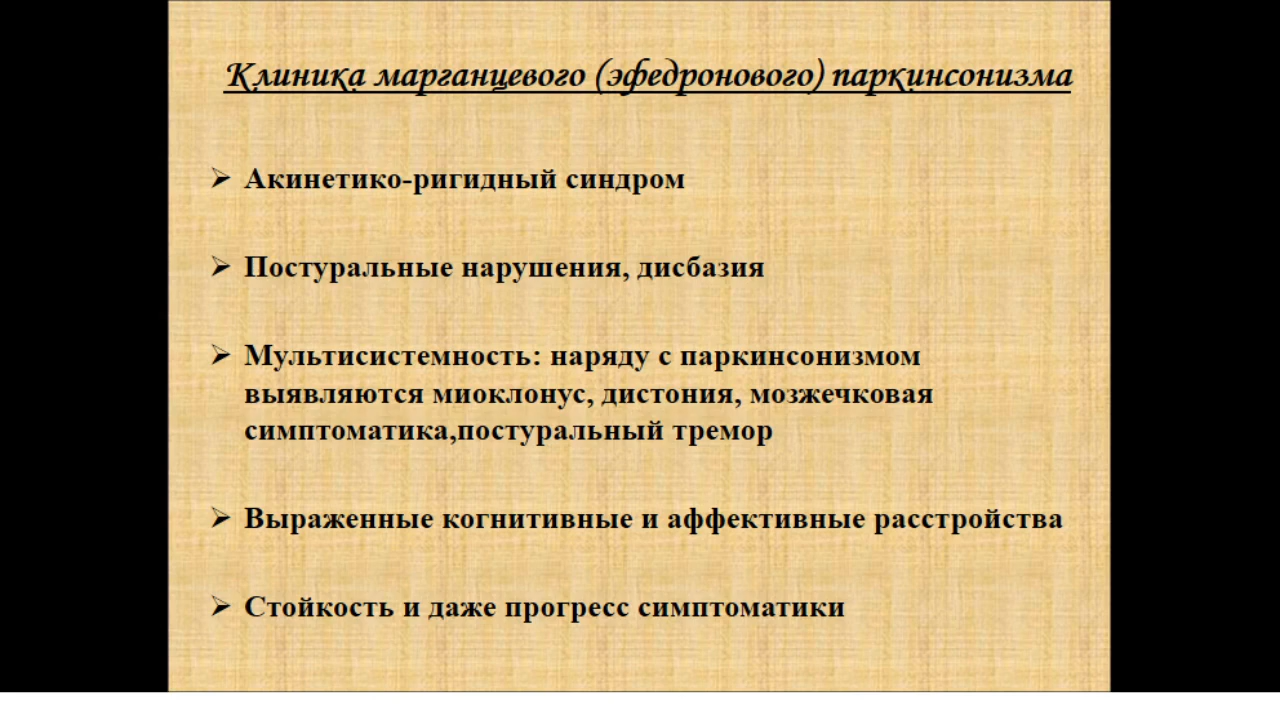 Клиника марганцевого (эфедронового) паркинсонизма
➢ Акинетико-ригидный синдром
➢ Постуральные нарушения, дисбазия
➢ Мультисистемность: наряду с паркинсонизмом
выявляются миоклонус, дистония, мозжечковая
симптоматика,постуральный тремор
➢ Выраженные когнитивные и аффективные расстройства
➢ Стойкость и даже прогресс симптоматики